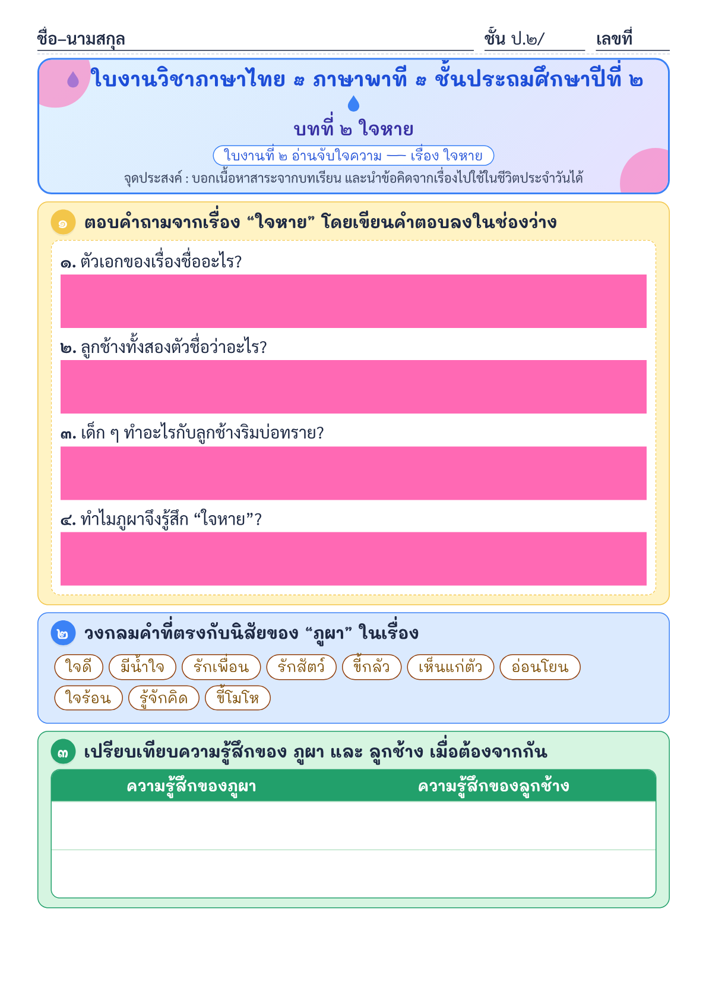 ชื่อ–นามสกุล ชั้น ป.๒/ เลขที่
ใบงานวิชาภาษาไทย ๕ ภาษาพาที ๕ ชั้นประถมศึกษาปีที่ ๒
บทที่ ๒ ใจหาย
ใบงานที่ ๒ อ่านจับใจความ — เรื่อง ใจหาย
จุดประสงค์ : บอกเนื้อหาสาระจากบทเรียน และนำข้อคิดจากเรื่องไปใช้ในชีวิตประจำวันได้
๑ ตอบคำถามจากเรื่อง “ใจหาย” โดยเขียนคำตอบลงในช่องว่าง
๑. ตัวเอกของเรื่องชื่ออะไร?
๒. ลูกช้างทั้งสองตัวชื่อว่าอะไร?
๓. เด็ก ๆ ทำอะไรกับลูกช้างริมบ่อทราย?
๔. ทำไมภูผาจึงรู้สึก “ใจหาย”?
๒ วงกลมคำที่ตรงกับนิสัยของ “ภูผา” ในเรื่อง
ใจดี มีน้ำใจ รักเพื่อน รักสัตว์ ขี้กลัว เห็นแก่ตัว อ่อนโยน
ใจร้อน รู้จักคิด ขี้โมโห
๓ เปรียบเทียบความรู้สึกของ ภูผา และ ลูกช้าง เมื่อต้องจากกัน
ความรู้สึกของภูผา ความรู้สึกของลูกช้าง